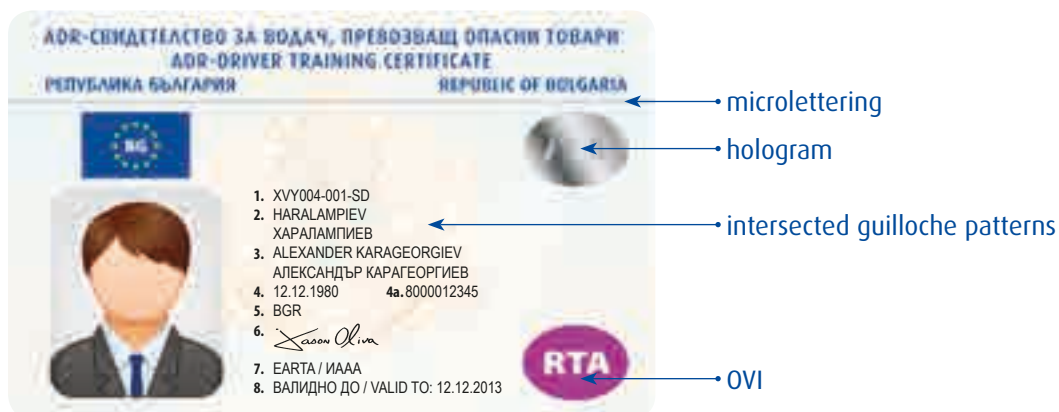 ADR-СВИДЕТЕЛСТВО ЗА ВОДАЧ, ПРЕВОЗВАЩ ОПАСНИ ТОВАРИ
ADR-DRIVER TRAINING CERTIFICATE
РЕПУБЛИКА БЪЛГАРИЯ REPUBLIC OF BULGARIA
microlettering
BG
hologram
1. XVY004-001-SD
2. HARALAMPIEV
ХАРАЛАМПИЕВ
intersected guilloche patterns
3. ALEXANDER KARAGEORGIEV
АЛЕКСАНДЪР КАРАГЕОРГИЕВ
4. 12.12.1980 4a. 8000012345
5. BGR
6. Jason Oliva
7. EARTA / ИААА
RTA
OVI
8. ВАЛИДНО ДО / VALID TO: 12.12.2013